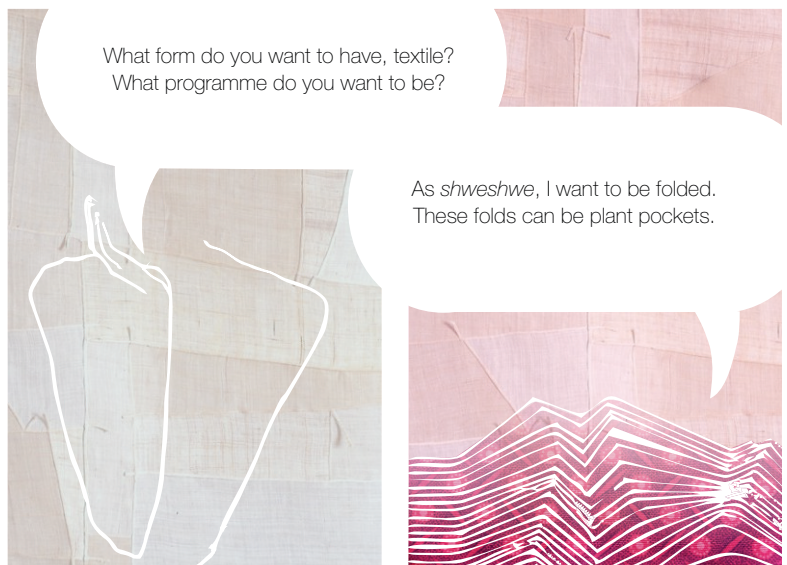 What form do you want to have, textile?
What programme do you want to be?
As shweshwe, I want to be folded.
These folds can be plant pockets.